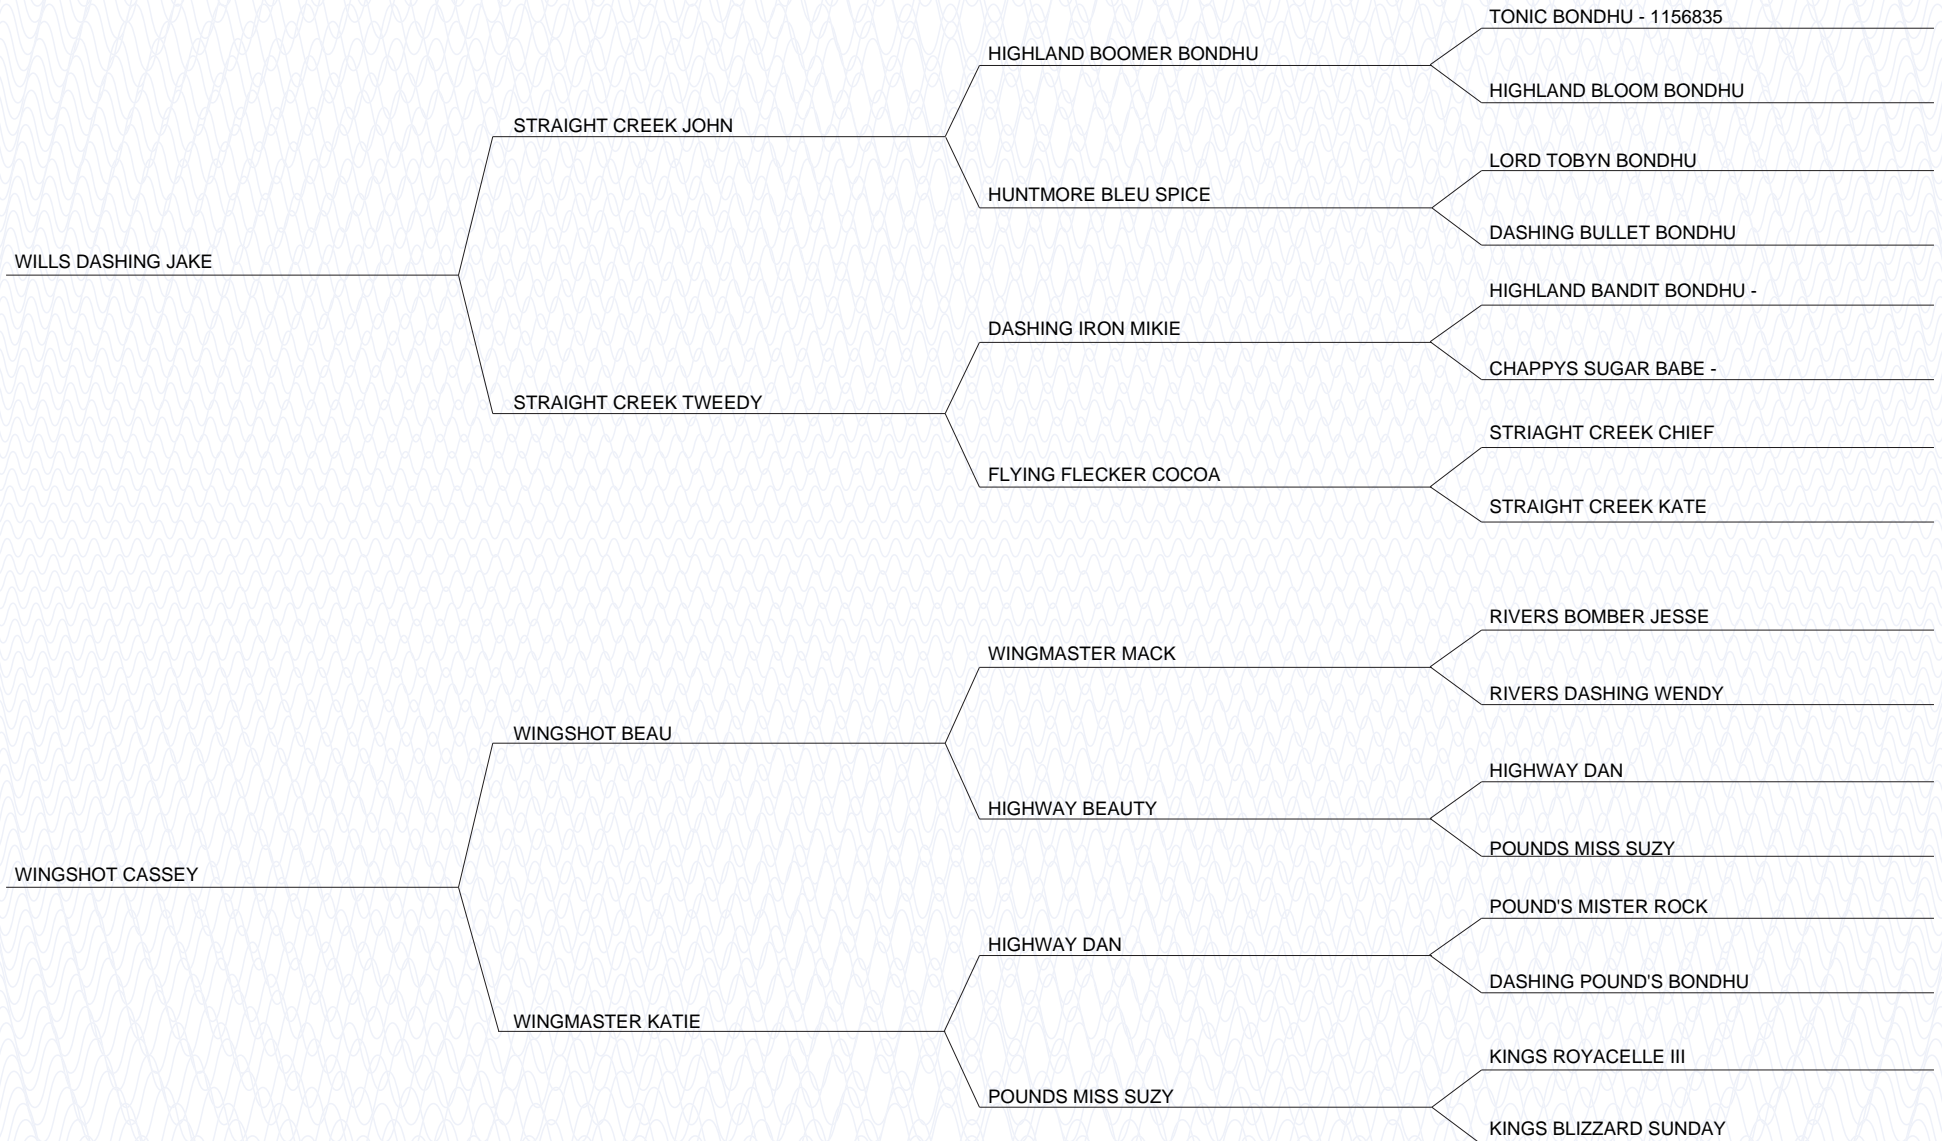 TONIC BONDHU - 1156835
HIGHLAND BOOMER BONDHU
HIGHLAND BLOOM BONDHU
STRAIGHT CREEK JOHN
LORD TOBYN BONDHU
HUNTMORE BLEU SPICE
DASHING BULLET BONDHU
WILLS DASHING JAKE
HIGHLAND BANDIT BONDHU -
DASHING IRON MIKIE
CHAPPYS SUGAR BABE -
STRAIGHT CREEK TWEEDY
STRIAGHT CREEK CHIEF
FLYING FLECKER COCOA
STRAIGHT CREEK KATE
RIVERS BOMBER JESSE
WINGMASTER MACK
RIVERS DASHING WENDY
WINGSHOT BEAU
HIGHWAY DAN
HIGHWAY BEAUTY
POUNDS MISS SUZY
WINGSHOT CASSEY
POUND'S MISTER ROCK
HIGHWAY DAN
DASHING POUND'S BONDHU
WINGMASTER KATIE
KINGS ROYACELLE III
POUNDS MISS SUZY
KINGS BLIZZARD SUNDAY